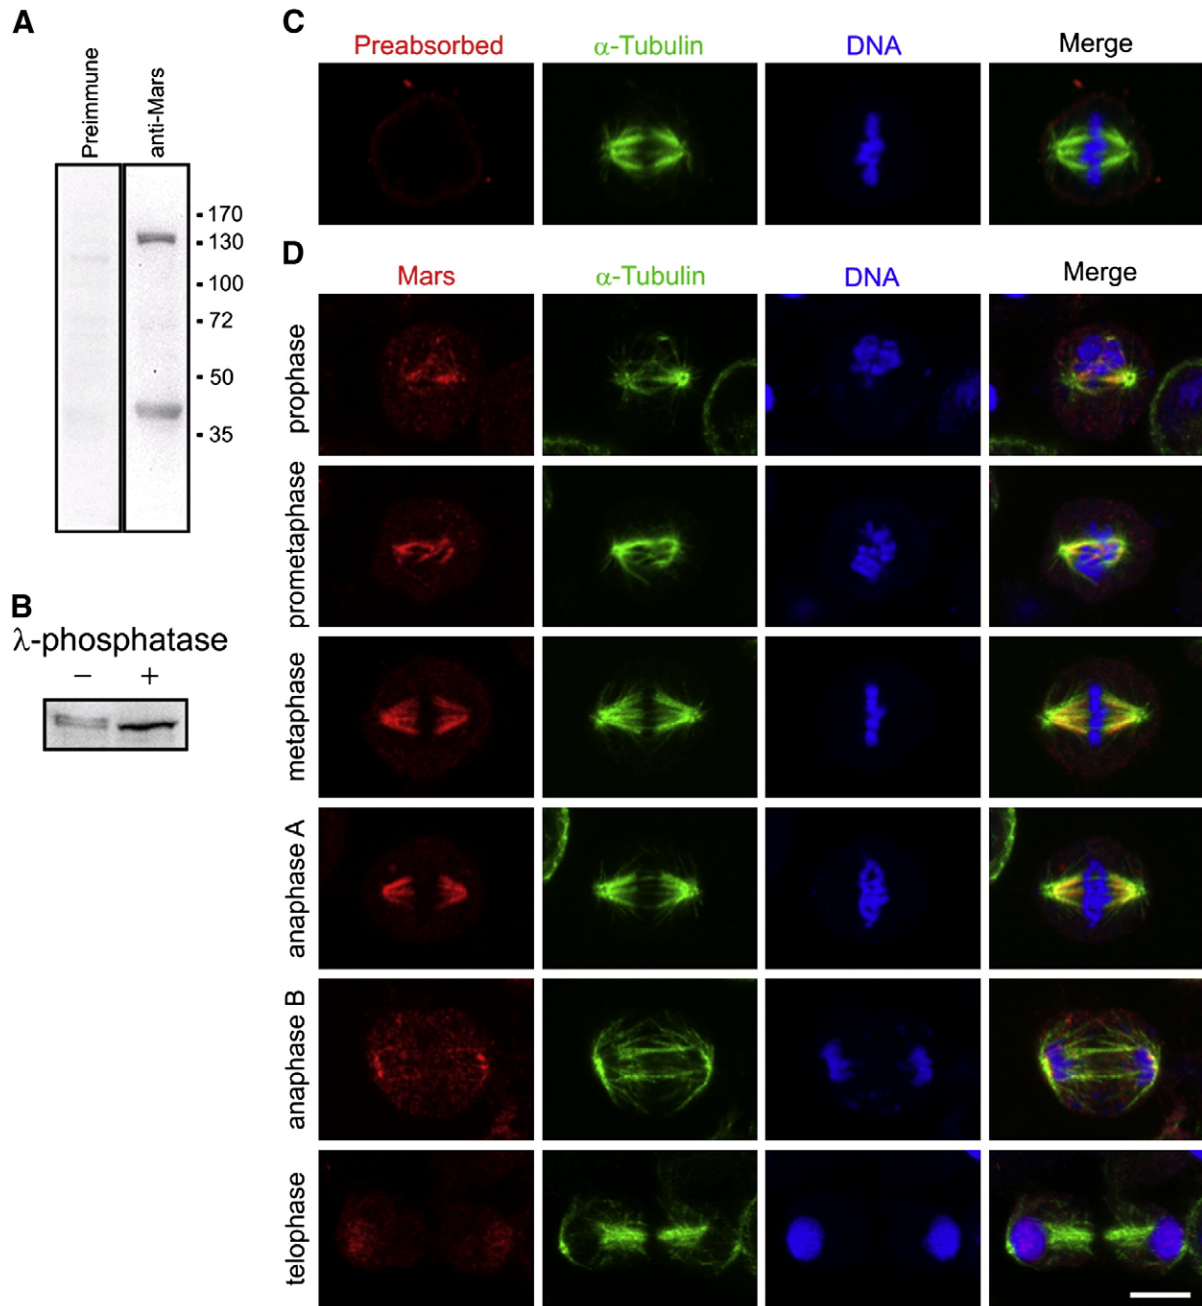 A
Preimmune
anti-Mars
- 170
- 130
- 100
- 72
- 50
- 35
B
λ-phosphatase
− +
C
Preabsorbed α-Tubulin DNA Merge
D
Mars α-Tubulin DNA Merge
prophase
prometaphase
metaphase
anaphase A
anaphase B
telophase